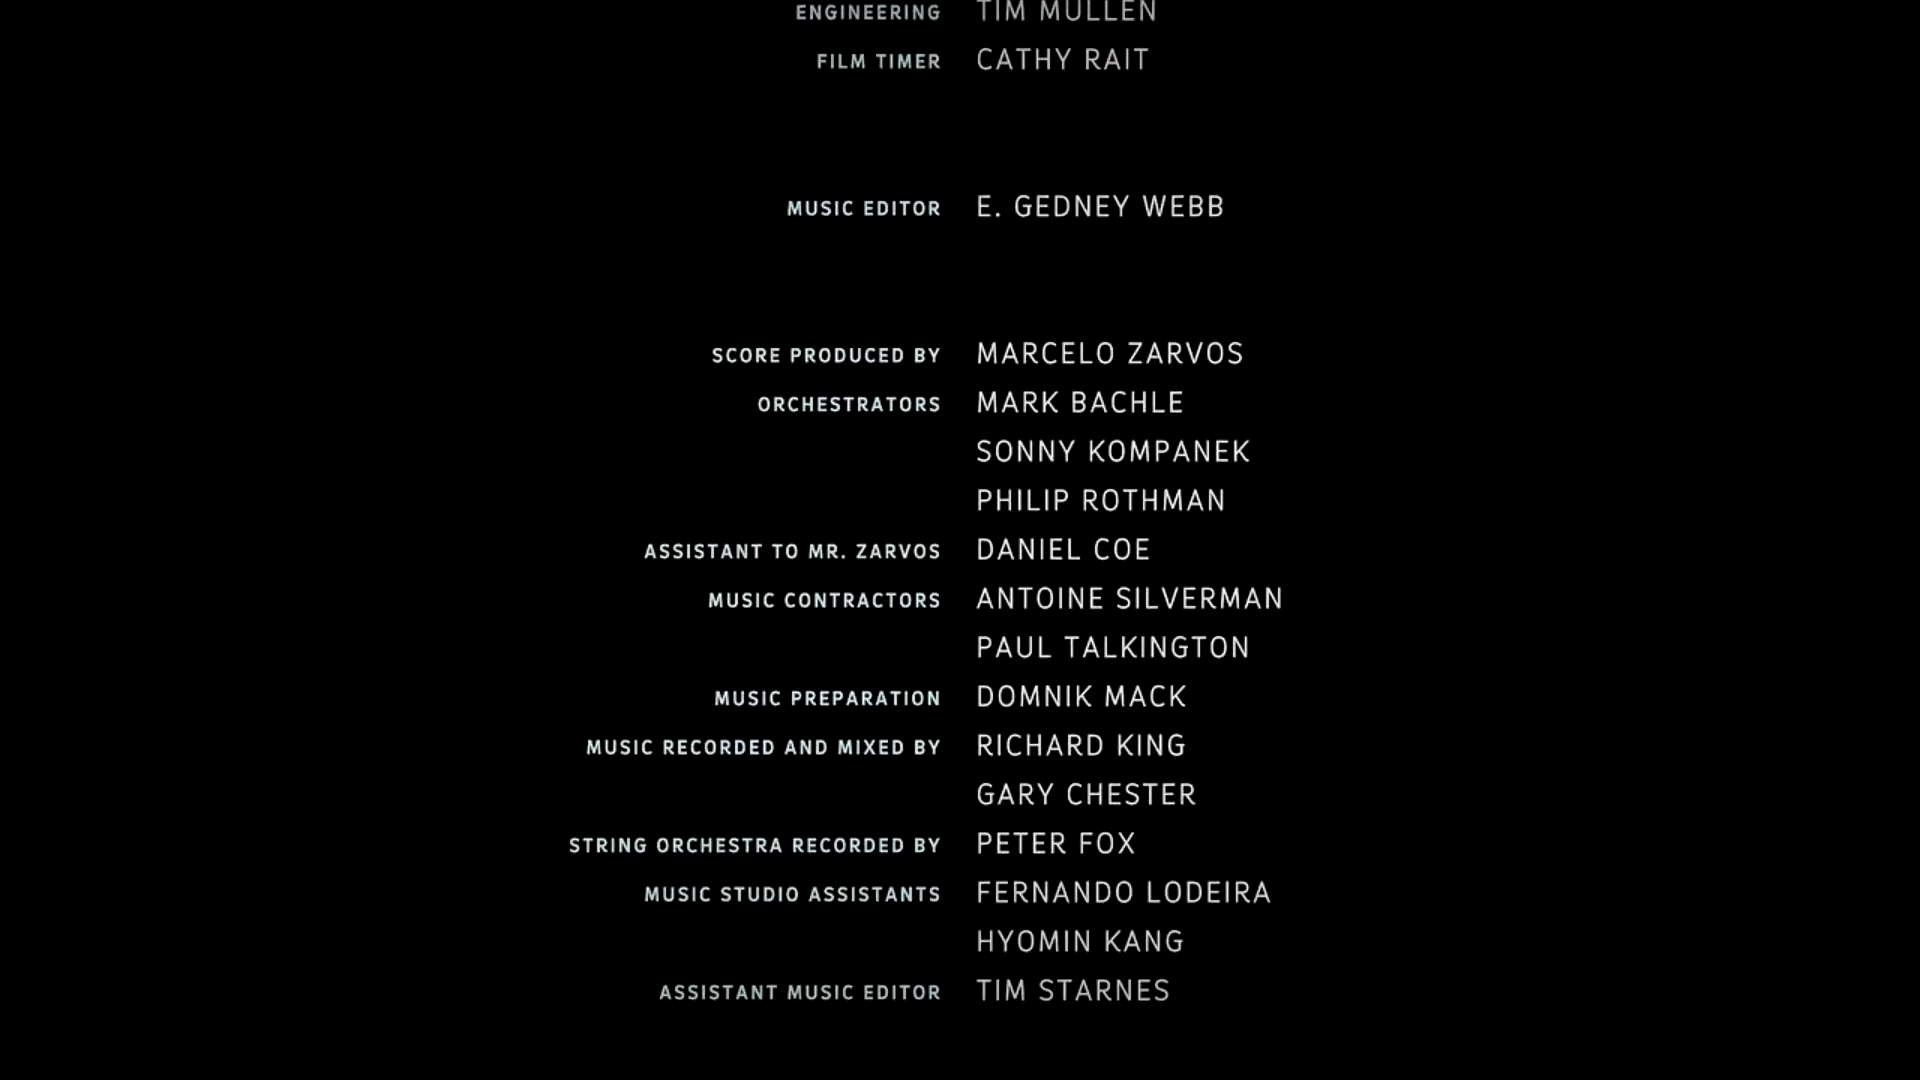 ENGINEERING TIM MULLEN
FILM TIMER CATHY RAIT
MUSIC EDITOR E. GEDNEY WEBB
SCORE PRODUCED BY MARCELO ZARVOS
ORCHESTRATORS MARK BACHLE
SONNY KOMPANEK
PHILIP ROTHMAN
ASSISTANT TO MR. ZARVOS DANIEL COE
MUSIC CONTRACTORS ANTOINE SILVERMAN
PAUL TALKINGTON
MUSIC PREPARATION DOMNIK MACK
MUSIC RECORDED AND MIXED BY RICHARD KING
GARY CHESTER
STRING ORCHESTRA RECORDED BY PETER FOX
MUSIC STUDIO ASSISTANTS FERNANDO LODEIRA
HYOMIN KANG
ASSISTANT MUSIC EDITOR TIM STARNES